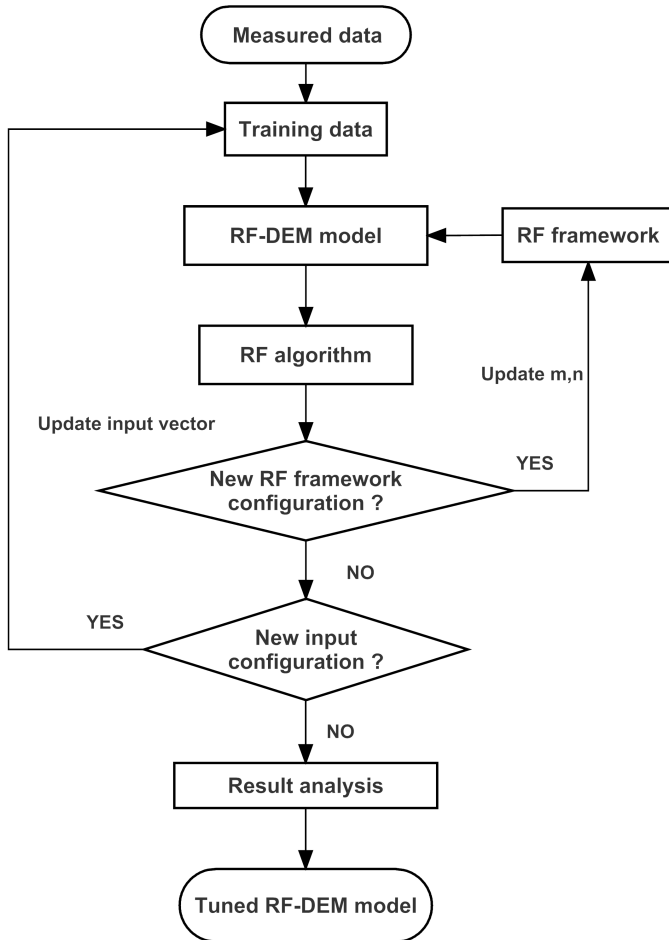 Measured data
Training data
RF-DEM model
RF framework
RF algorithm
Update m,n
Update input vector
New RF framework
configuration ?
YES
NO
YES
New input
configuration ?
NO
Result analysis
Tuned RF-DEM model